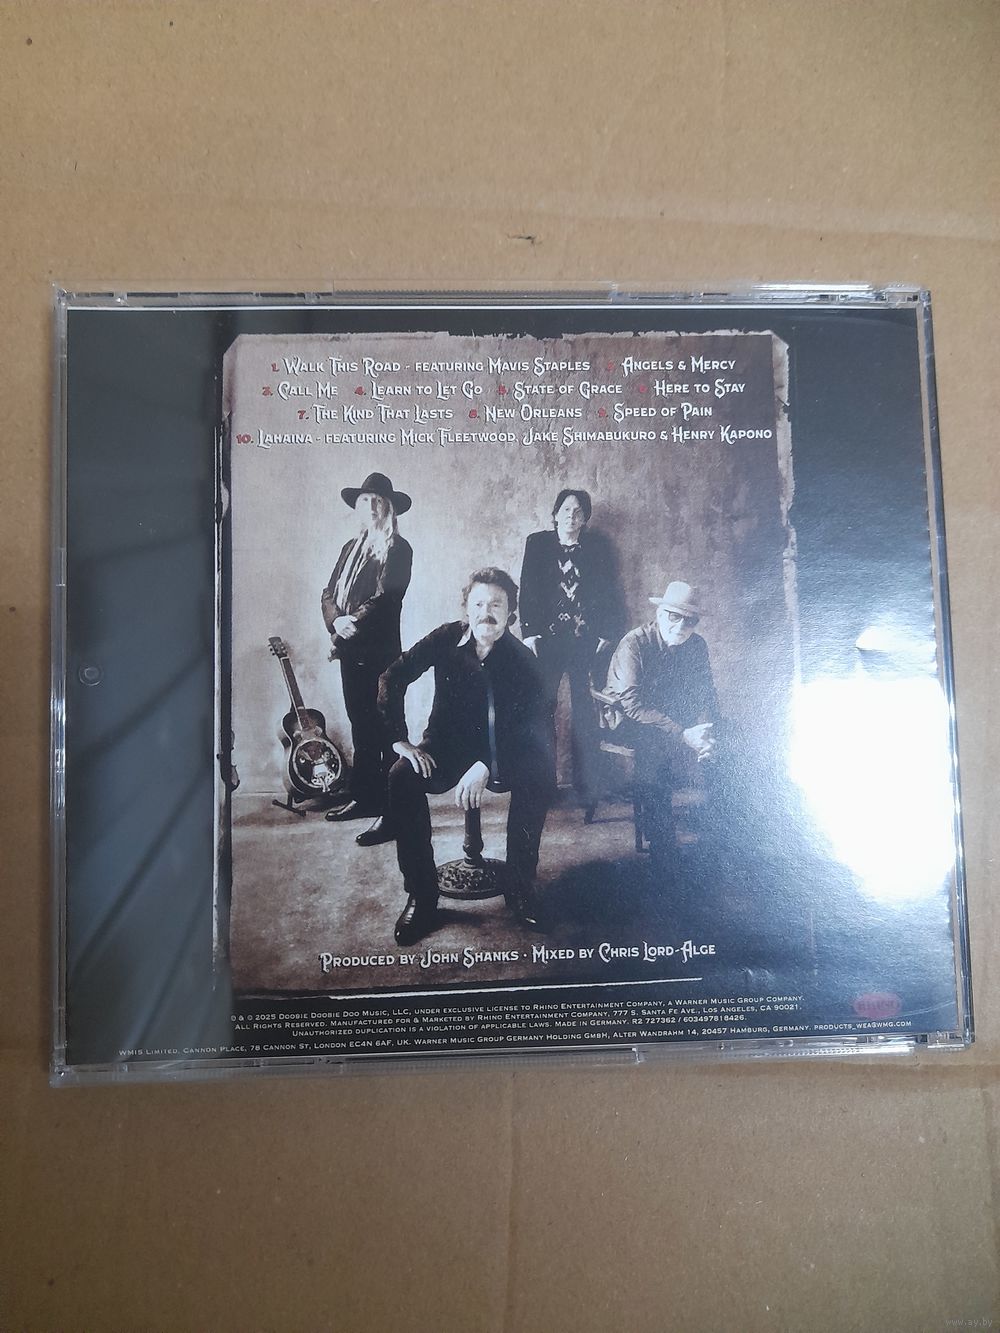 1. Walk This Road - featuring Mavis Staples 2. Angels & Mercy
3. Call Me 4. Learn to Let Go 5. State of Grace 6. Here to Stay
7. The Kind That Lasts 8. New Orleans 9. Speed of Pain
10. Lahaina - featuring Mick Fleetwood, Jake Shimabukuro & Henry Kapono
Produced by John Shanks · Mixed by Chris Lord-Alge
℗ & © 2025 Doobie Doobie Doo Music, LLC, under exclusive license to Rhino Entertainment Company, a Warner Music Group Company.
All Rights Reserved. Manufactured for & Marketed by Rhino Entertainment Company, 777 S. Santa Fe Ave., Los Angeles, CA 90021.
Unauthorized duplication is a violation of applicable laws. Made in Germany. R2 727362 / 603497818426.
WMIS Limited, Cannon Place, 78 Cannon St, London EC4N 6AF, UK. Warner Music Group Germany Holding GmbH, Alter Wandrahm 14, 20457 Hamburg, Germany. products_wea@wmg.com
RHINO
www.ay.by